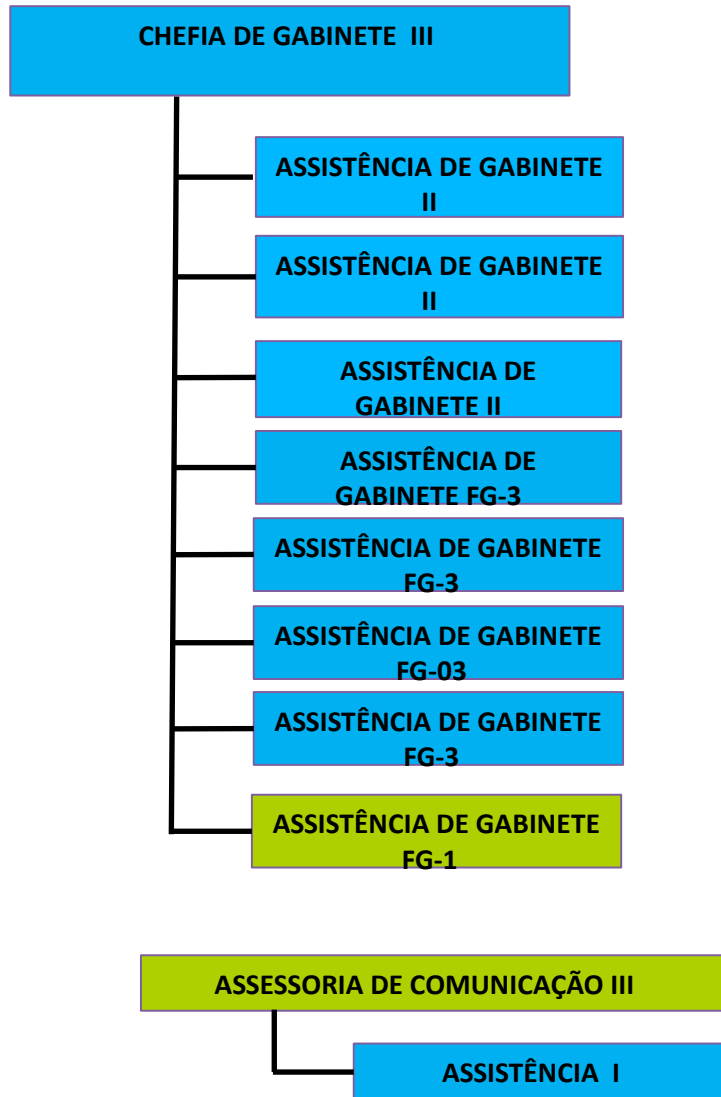 CHEFIA DE GABINETE III
ASSISTÊNCIA DE GABINETE
II
ASSISTÊNCIA DE GABINETE
II
ASSISTÊNCIA DE
GABINETE II
ASSISTÊNCIA DE
GABINETE FG-3
ASSISTÊNCIA DE GABINETE
FG-3
ASSISTÊNCIA DE GABINETE
FG-03
ASSISTÊNCIA DE GABINETE
FG-3
ASSISTÊNCIA DE GABINETE
FG-1
ASSESSORIA DE COMUNICAÇÃO III
ASSISTÊNCIA I